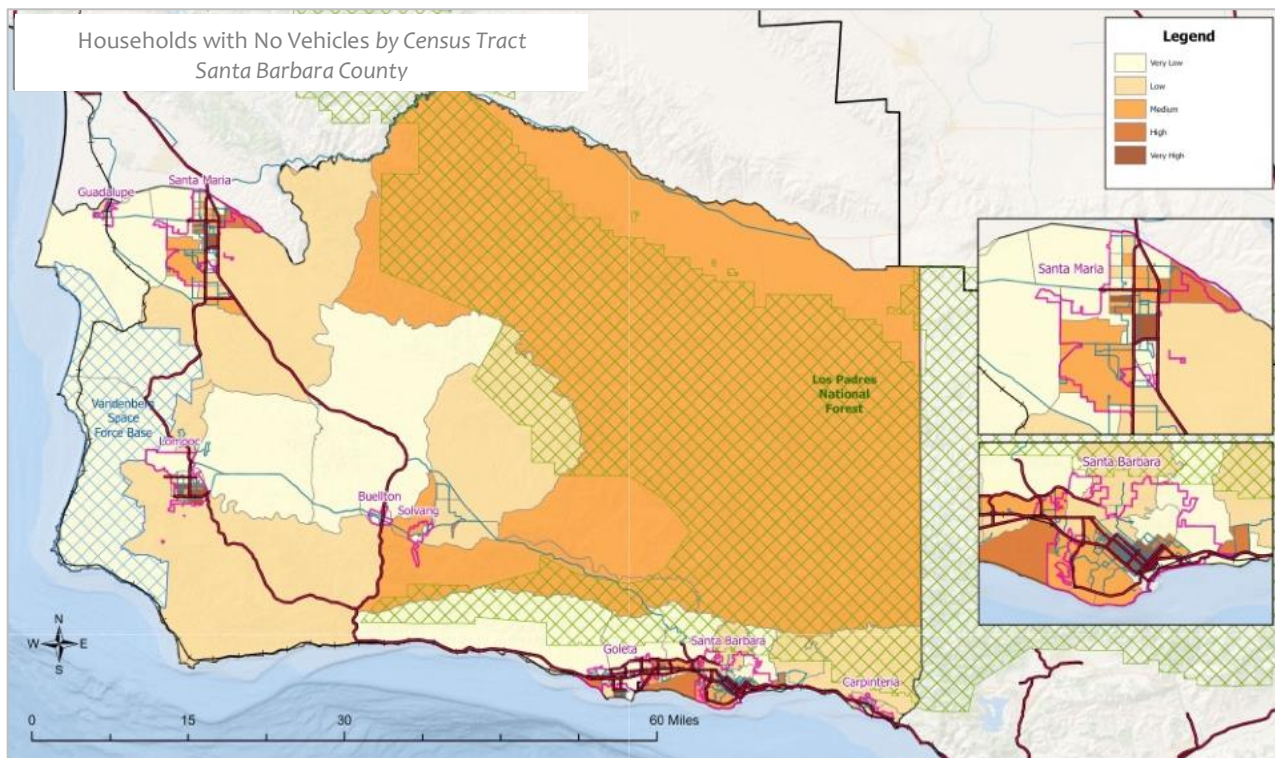 Households with No Vehicles by Census Tract
Santa Barbara County
Legend
Very Low
Low
Medium
High
Very High
Santa Maria
Guadalupe
Santa Maria
Los Padres
National
Forest
Vandenberg
Space
Force Base
Lompoc
Santa Barbara
Buellton
Solvang
N
W E
S
Goleta
Santa Barbara
Carpinteria
0 15 30 60 Miles